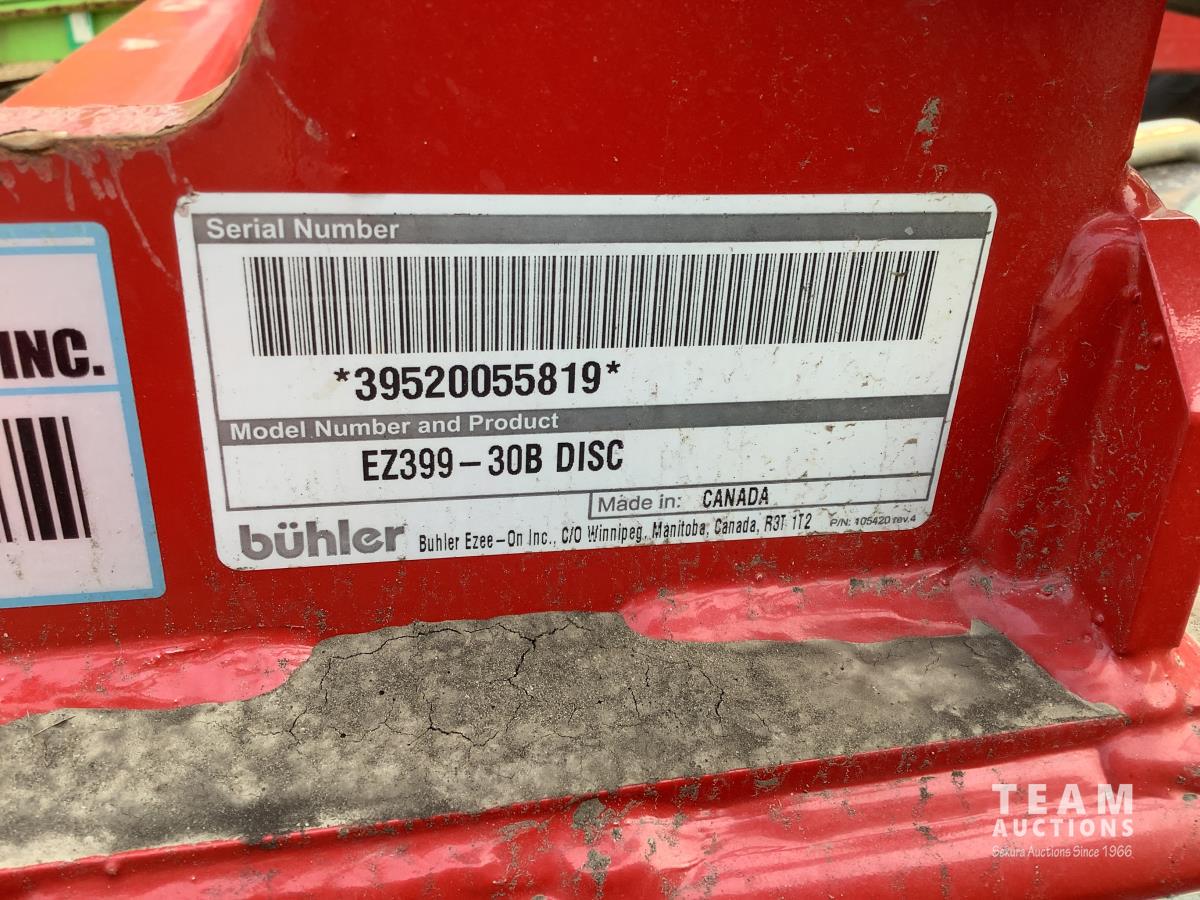 Serial Number
*39520055819*
Model Number and Product
EZ399-30B DISC
Made in: CANADA
bühler Buhler Ezee-On Inc., C/O Winnipeg, Manitoba, Canada, R3T 1T2 P/N: 105420 rev.4
INC.
TEAM
AUCTIONS
Sekura Auctions Since 1966